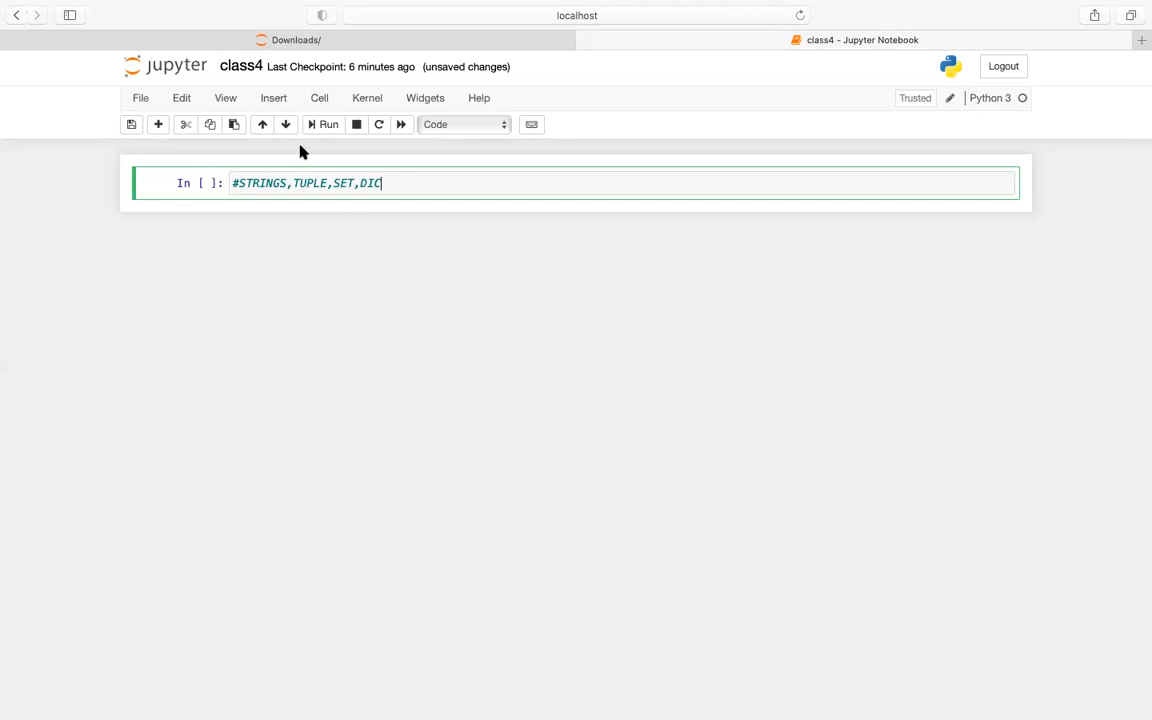 localhost
Downloads/
class4 - Jupyter Notebook
jupyter class4 Last Checkpoint: 6 minutes ago (unsaved changes)
Logout
File Edit View Insert Cell Kernel Widgets Help
Trusted Python 3
Run Code
In [ ]: #STRINGS,TUPLE,SET,DIC